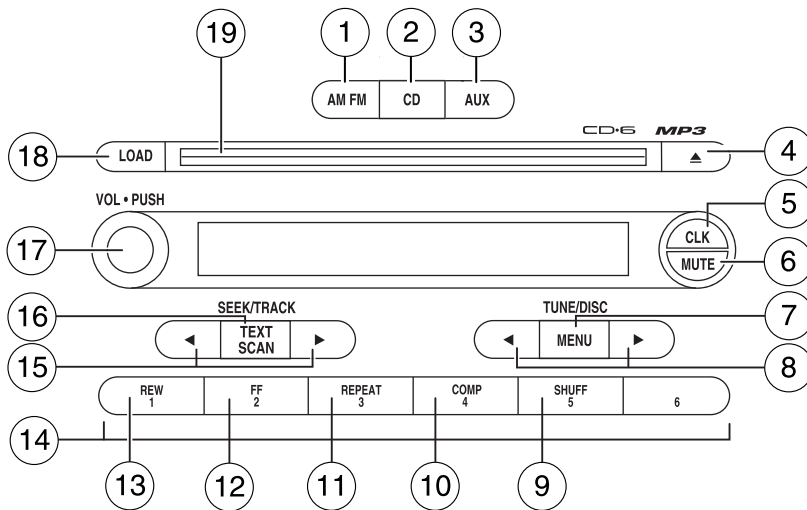 19 1 2 3
AM FM CD AUX
CD•6 MP3
18 LOAD 4
VOL • PUSH 5
17 CLK
MUTE 6
16 SEEK/TRACK TUNE/DISC 7
TEXT
SCAN MENU
15 8
REW FF REPEAT COMP SHUFF
1 2 3 4 5 6
14
13 12 11 10 9